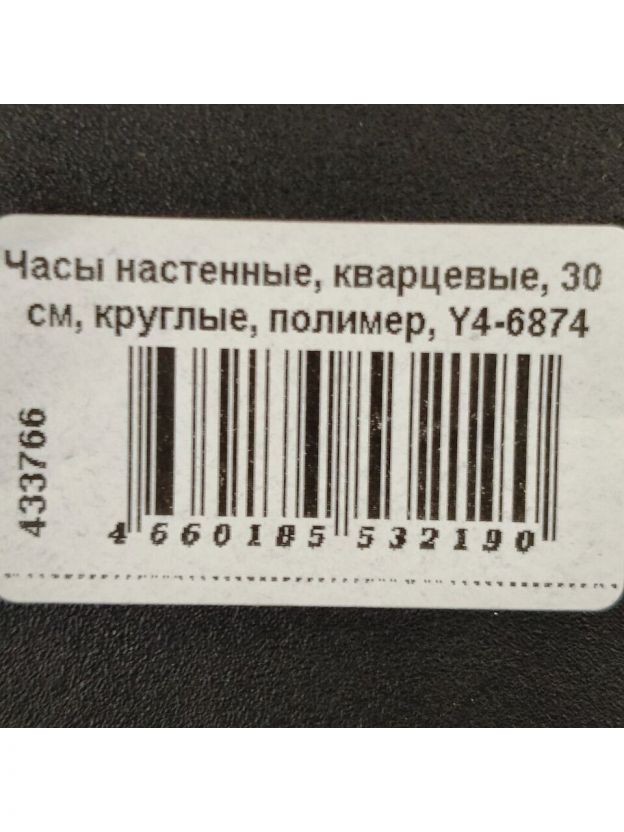 Часы настенные, кварцевые, 30
см, круглые, полимер, Y4-6874
433766
4 660185 532190